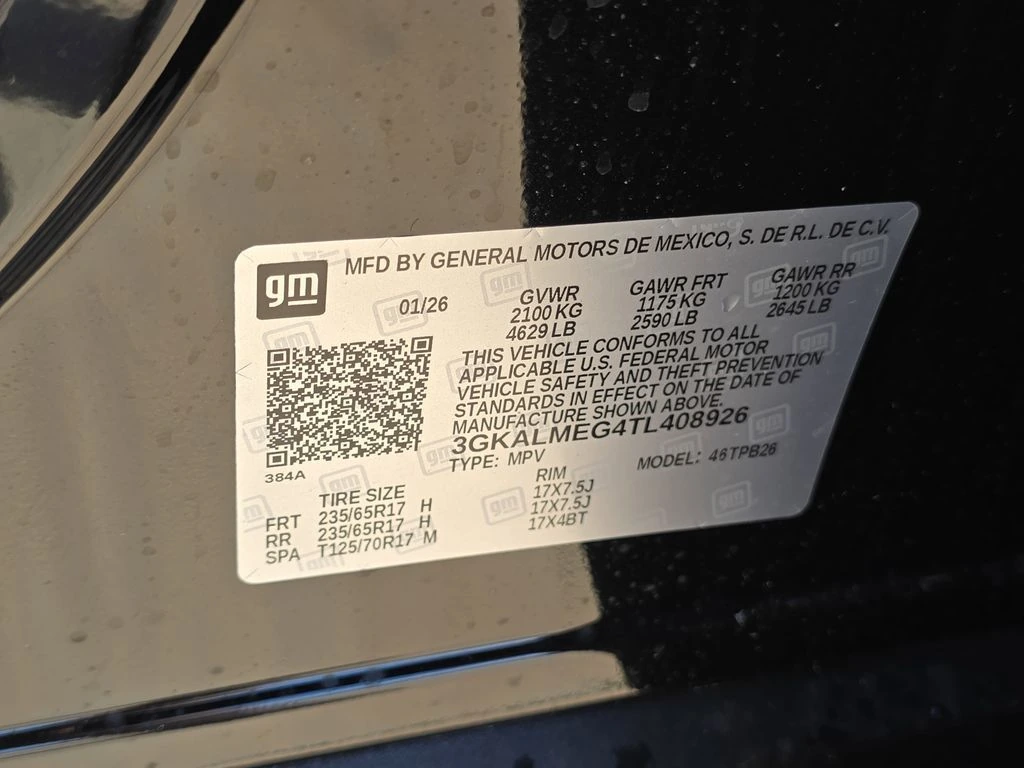 gm MFD BY GENERAL MOTORS DE MEXICO, S. DE R.L. DE C.V.
01/26 GVWR GAWR FRT GAWR RR
2100 KG 1175 KG 1200 KG
4629 LB 2590 LB 2645 LB
THIS VEHICLE CONFORMS TO ALL
APPLICABLE U.S. FEDERAL MOTOR
VEHICLE SAFETY AND THEFT PREVENTION
STANDARDS IN EFFECT ON THE DATE OF
MANUFACTURE SHOWN ABOVE.
3GKALMEG4TL408926
TYPE: MPV MODEL: 46TPB26
384A
TIRE SIZE RIM
FRT 235/65R17 H 17X7.5J
RR 235/65R17 H 17X7.5J
SPA T125/70R17 M 17X4BT